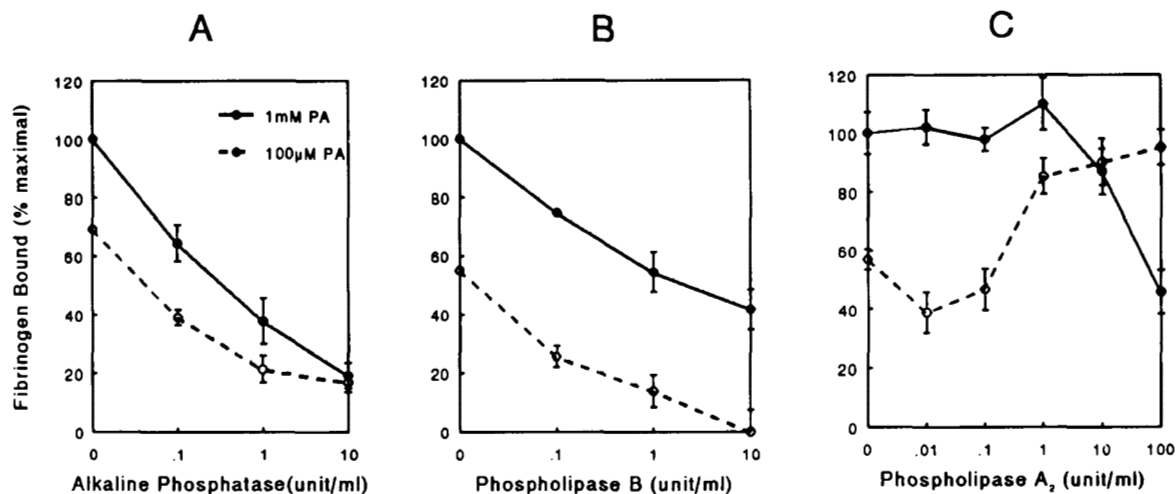 A
B
C
Fibrinogen Bound (% maximal)
120
100
80
60
40
20
0
1mM PA
100μM PA
0 .1 1 10
Alkaline Phosphatase(unit/ml)
120
100
80
60
40
20
0
0 .1 1 10
Phospholipase B (unit/ml)
120
100
80
60
40
20
0
0 .01 0.1 1 10 100
Phospholipase A₂ (unit/ml)